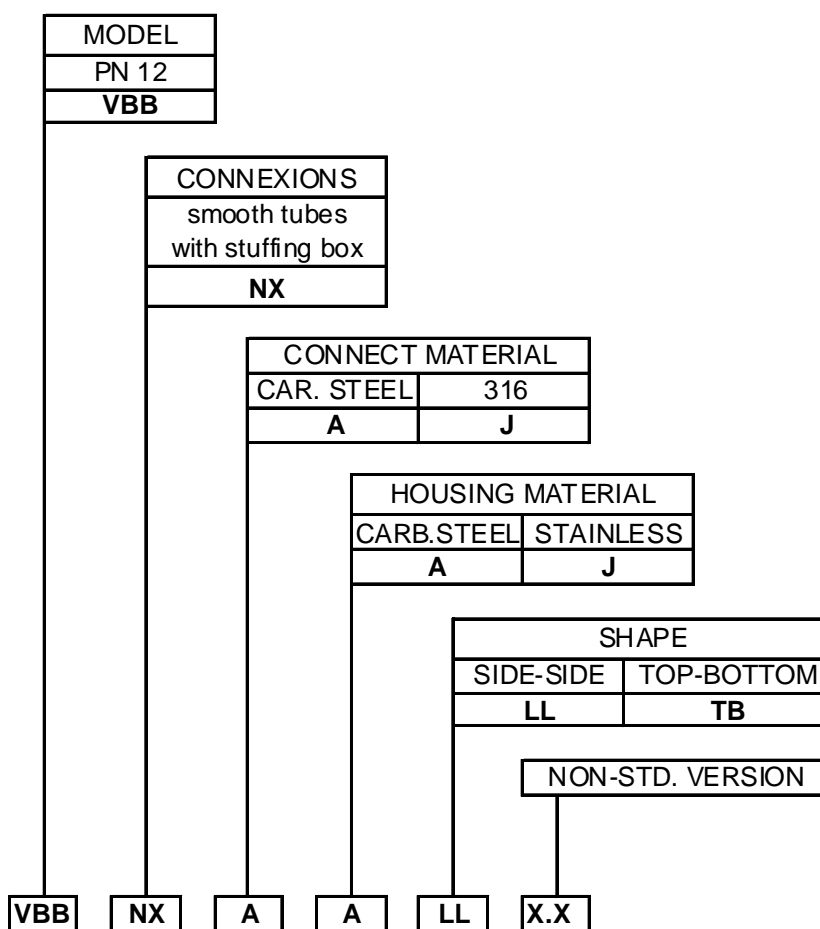 MODEL
PN 12
VBB
CONNEXIONS
smooth tubes
with stuffing box
NX
CONNECT MATERIAL
CAR. STEEL 316
A J
HOUSING MATERIAL
CARB.STEEL STAINLESS
A J
SHAPE
SIDE-SIDE TOP-BOTTOM
LL TB
NON-STD. VERSION
VBB NX A A LL X.X